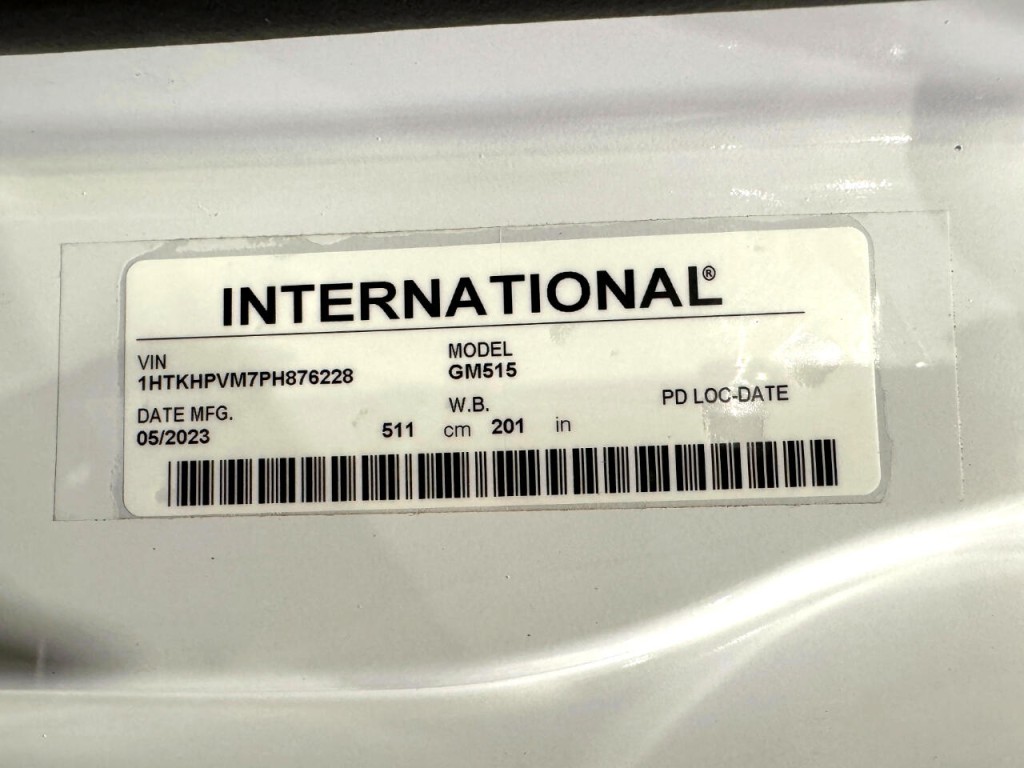 INTERNATIONAL®
VIN
1HTKHPVM7PH876228
MODEL
GM515
DATE MFG.
05/2023
W.B.
511 cm 201 in
PD LOC-DATE